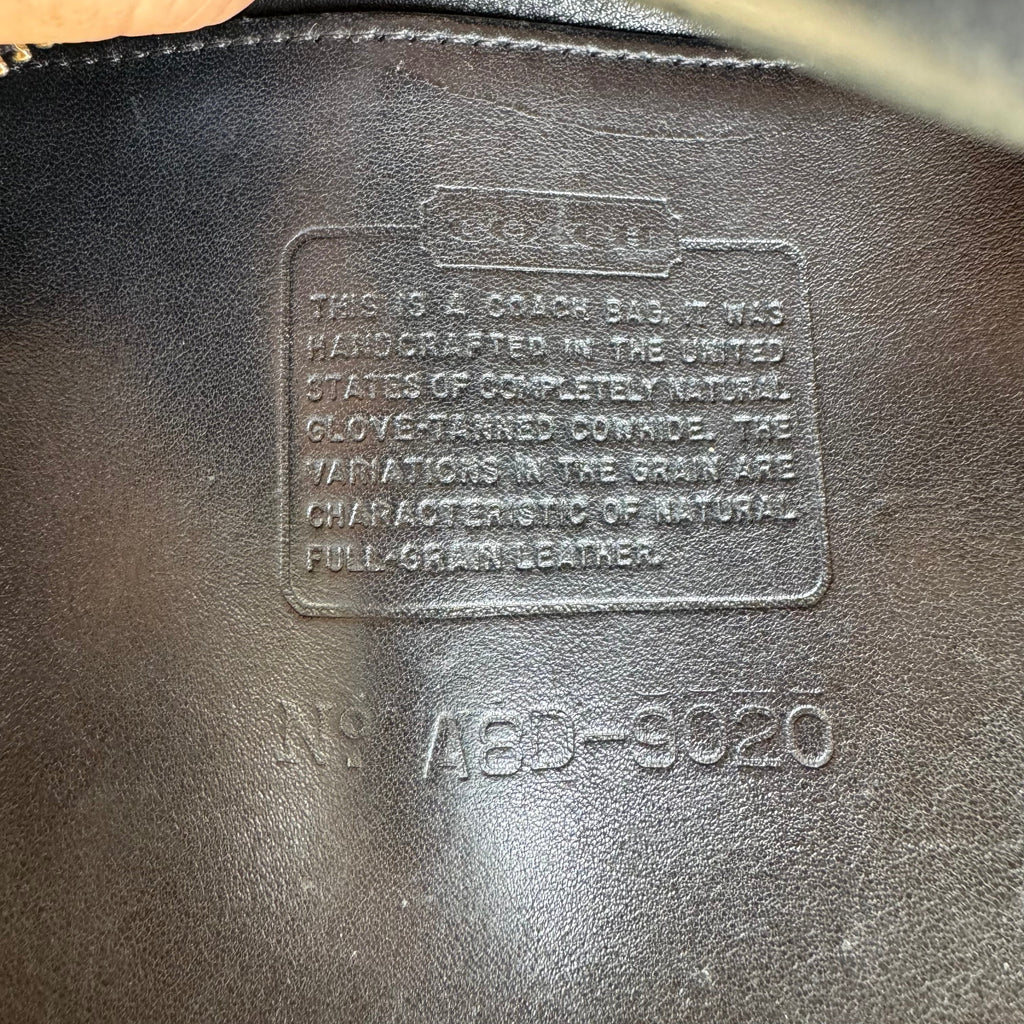 COACH
THIS IS A COACH BAG. IT WAS
HANDCRAFTED IN THE UNITED
STATES OF COMPLETELY NATURAL
GLOVE-TANNED COWHIDE. THE
VARIATIONS IN THE GRAIN ARE
CHARACTERISTIC OF NATURAL
FULL-GRAIN LEATHER.
Nº A6D-9020